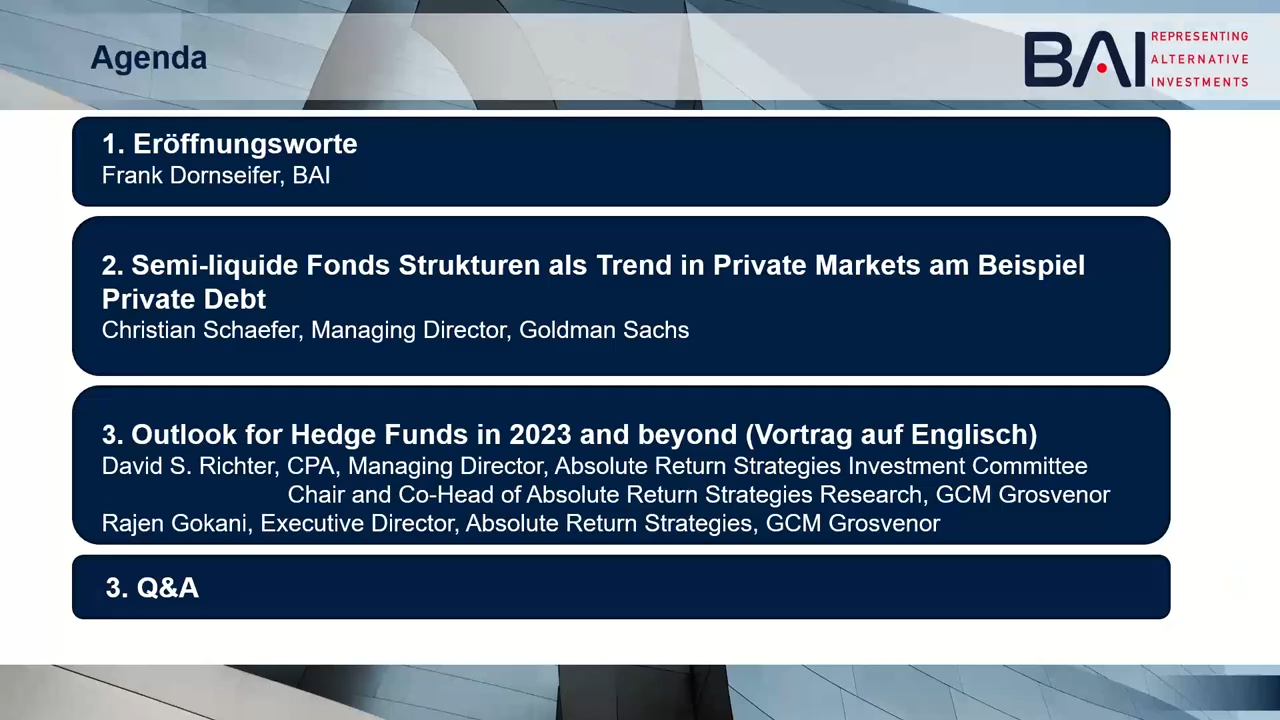 Agenda
BAI
REPRESENTING
ALTERNATIVE
INVESTMENTS
1. Eröffnungsworte
Frank Dornseifer, BAI
2. Semi-liquide Fonds Strukturen als Trend in Private Markets am Beispiel
Private Debt
Christian Schaefer, Managing Director, Goldman Sachs
3. Outlook for Hedge Funds in 2023 and beyond (Vortrag auf Englisch)
David S. Richter, CPA, Managing Director, Absolute Return Strategies Investment Committee
Chair and Co-Head of Absolute Return Strategies Research, GCM Grosvenor
Rajen Gokani, Executive Director, Absolute Return Strategies, GCM Grosvenor
3. Q&A